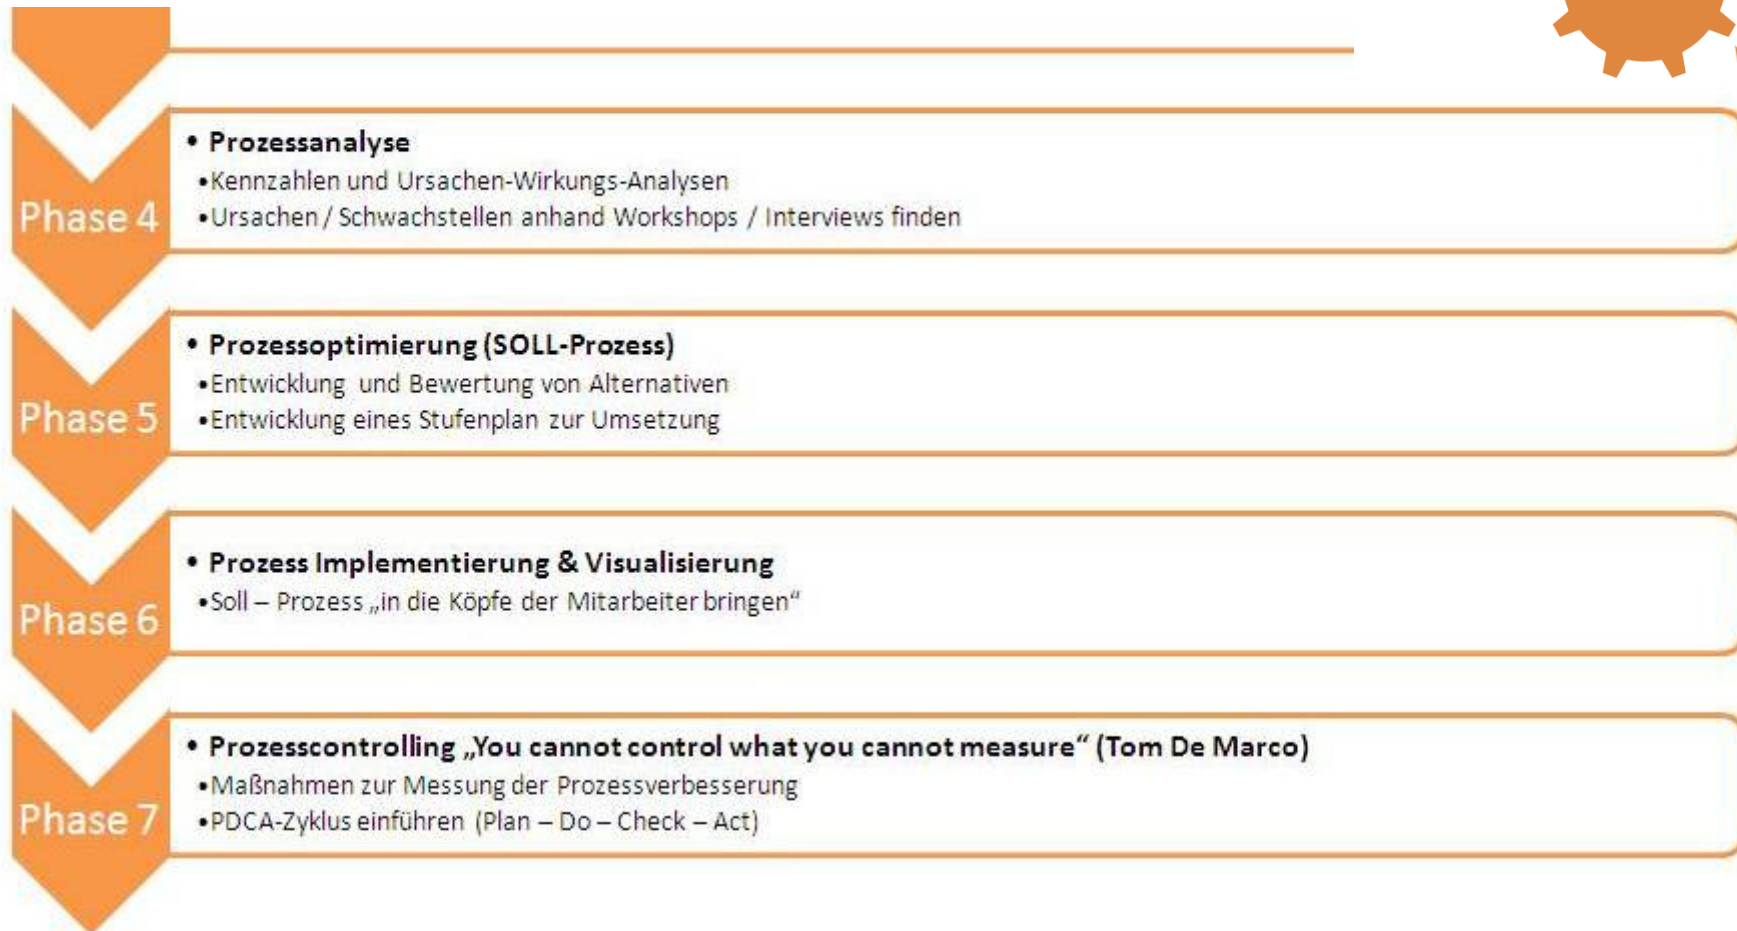 • Prozessanalyse
•Kennzahlen und Ursachen-Wirkungs-Analysen
Phase 4
•Ursachen / Schwachstellen anhand Workshops / Interviews finden
• Prozessoptimierung (SOLL-Prozess)
•Entwicklung und Bewertung von Alternativen
Phase 5
•Entwicklung eines Stufenplan zur Umsetzung
• Prozess Implementierung & Visualisierung
•Soll – Prozess „in die Köpfe der Mitarbeiter bringen“
Phase 6
• Prozesscontrolling „You cannot control what you cannot measure“ (Tom De Marco)
•Maßnahmen zur Messung der Prozessverbesserung
Phase 7
•PDCA-Zyklus einführen (Plan – Do – Check – Act)